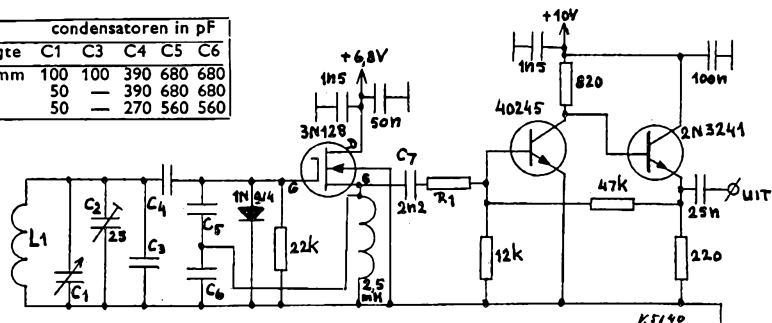 condensatoren in pF
gte C1 C3 C4 C5 C6
mm 100 100 390 680 680
50 — 390 680 680
50 — 270 560 560
+10V
+6,8V
1n5
1n5
820
100n
50n
3N128
40245
2N3241
D
G
S
C7
2n2
R1
47k
25n
UIT
C2
25
C4
1N914
C5
L1
C3
22k
12k
220
C1
C6
2,5
mH